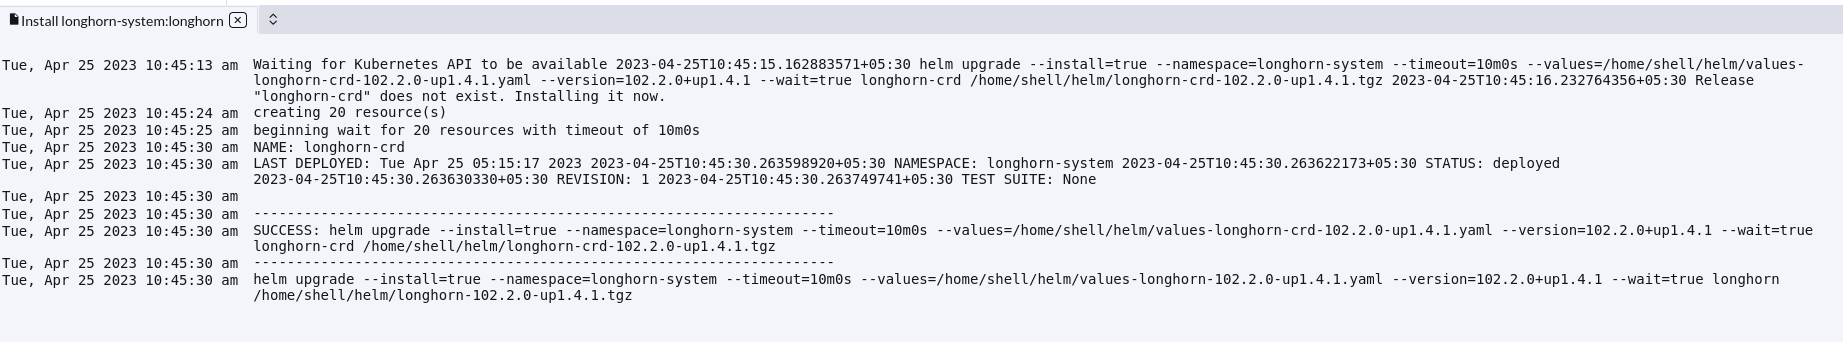 Install longhorn-system:longhorn
Tue, Apr 25 2023 10:45:13 am Waiting for Kubernetes API to be available 2023-04-25T10:45:15.162883571+05:30 helm upgrade --install=true --namespace=longhorn-system --timeout=10m0s --values=/home/shell/helm/values-
longhorn-crd-102.2.0-up1.4.1.yaml --version=102.2.0+up1.4.1 --wait=true longhorn-crd /home/shell/helm/longhorn-crd-102.2.0-up1.4.1.tgz 2023-04-25T10:45:16.232764356+05:30 Release
"longhorn-crd" does not exist. Installing it now.
Tue, Apr 25 2023 10:45:24 am creating 20 resource(s)
Tue, Apr 25 2023 10:45:25 am beginning wait for 20 resources with timeout of 10m0s
Tue, Apr 25 2023 10:45:30 am NAME: longhorn-crd
Tue, Apr 25 2023 10:45:30 am LAST DEPLOYED: Tue Apr 25 05:15:17 2023 2023-04-25T10:45:30.263598920+05:30 NAMESPACE: longhorn-system 2023-04-25T10:45:30.263622173+05:30 STATUS: deployed
2023-04-25T10:45:30.263630330+05:30 REVISION: 1 2023-04-25T10:45:30.263749741+05:30 TEST SUITE: None
Tue, Apr 25 2023 10:45:30 am
Tue, Apr 25 2023 10:45:30 am ---------------------------------------------------------------------
Tue, Apr 25 2023 10:45:30 am SUCCESS: helm upgrade --install=true --namespace=longhorn-system --timeout=10m0s --values=/home/shell/helm/values-longhorn-crd-102.2.0-up1.4.1.yaml --version=102.2.0+up1.4.1 --wait=true
longhorn-crd /home/shell/helm/longhorn-crd-102.2.0-up1.4.1.tgz
Tue, Apr 25 2023 10:45:30 am ---------------------------------------------------------------------
Tue, Apr 25 2023 10:45:30 am helm upgrade --install=true --namespace=longhorn-system --timeout=10m0s --values=/home/shell/helm/values-longhorn-102.2.0-up1.4.1.yaml --version=102.2.0+up1.4.1 --wait=true longhorn
/home/shell/helm/longhorn-102.2.0-up1.4.1.tgz